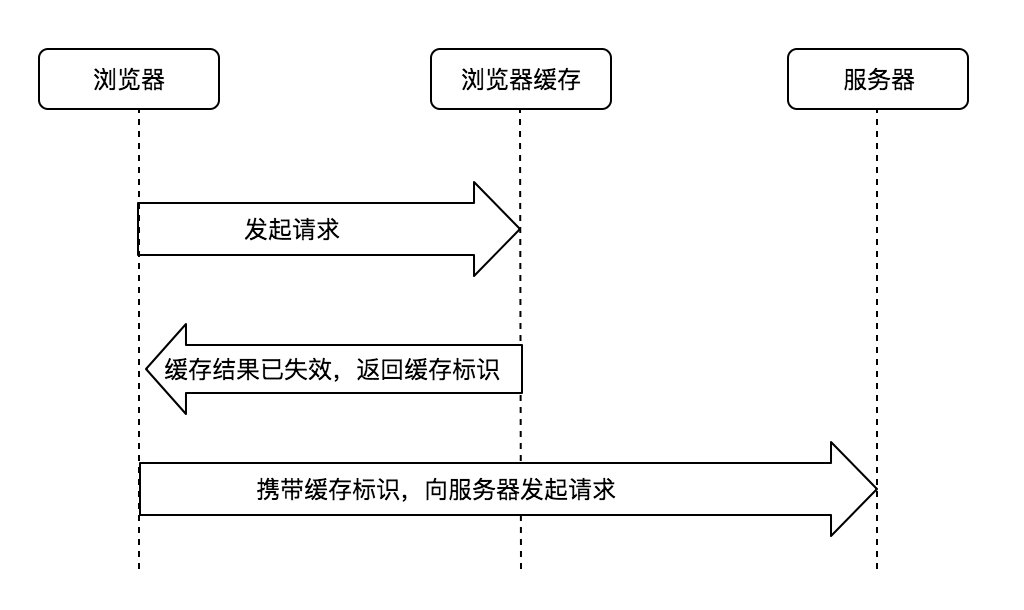 浏览器
浏览器缓存
服务器
发起请求
缓存结果已失效，返回缓存标识
携带缓存标识，向服务器发起请求